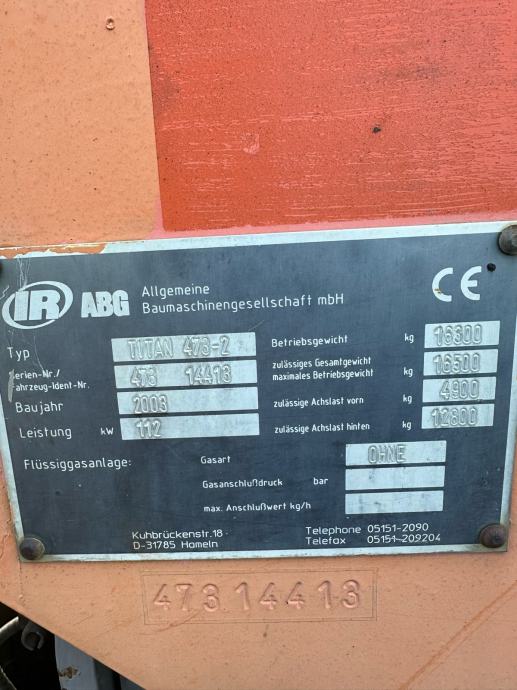 IR ABG Allgemeine
Baumaschinengesellschaft mbH
CE
Typ TITAN 473-2
Serien-Nr./
Fahrzeug-Ident-Nr. 473 14413
Baujahr 2003
Leistung kW 112
Betriebsgewicht kg 16300
zulässiges Gesamtgewicht
maximales Betriebsgewicht kg 16500
zulässige Achslast vorn kg 4900
zulässige Achslast hinten kg 12800
Flüssiggasanlage: Gasart OHNE
Gasanschlußdruck bar
max. Anschlußwert kg/h
Kuhbrückenstr.18
D-31785 Hameln
Telephone 05151-2090
Telefax 05151-209204
47314413